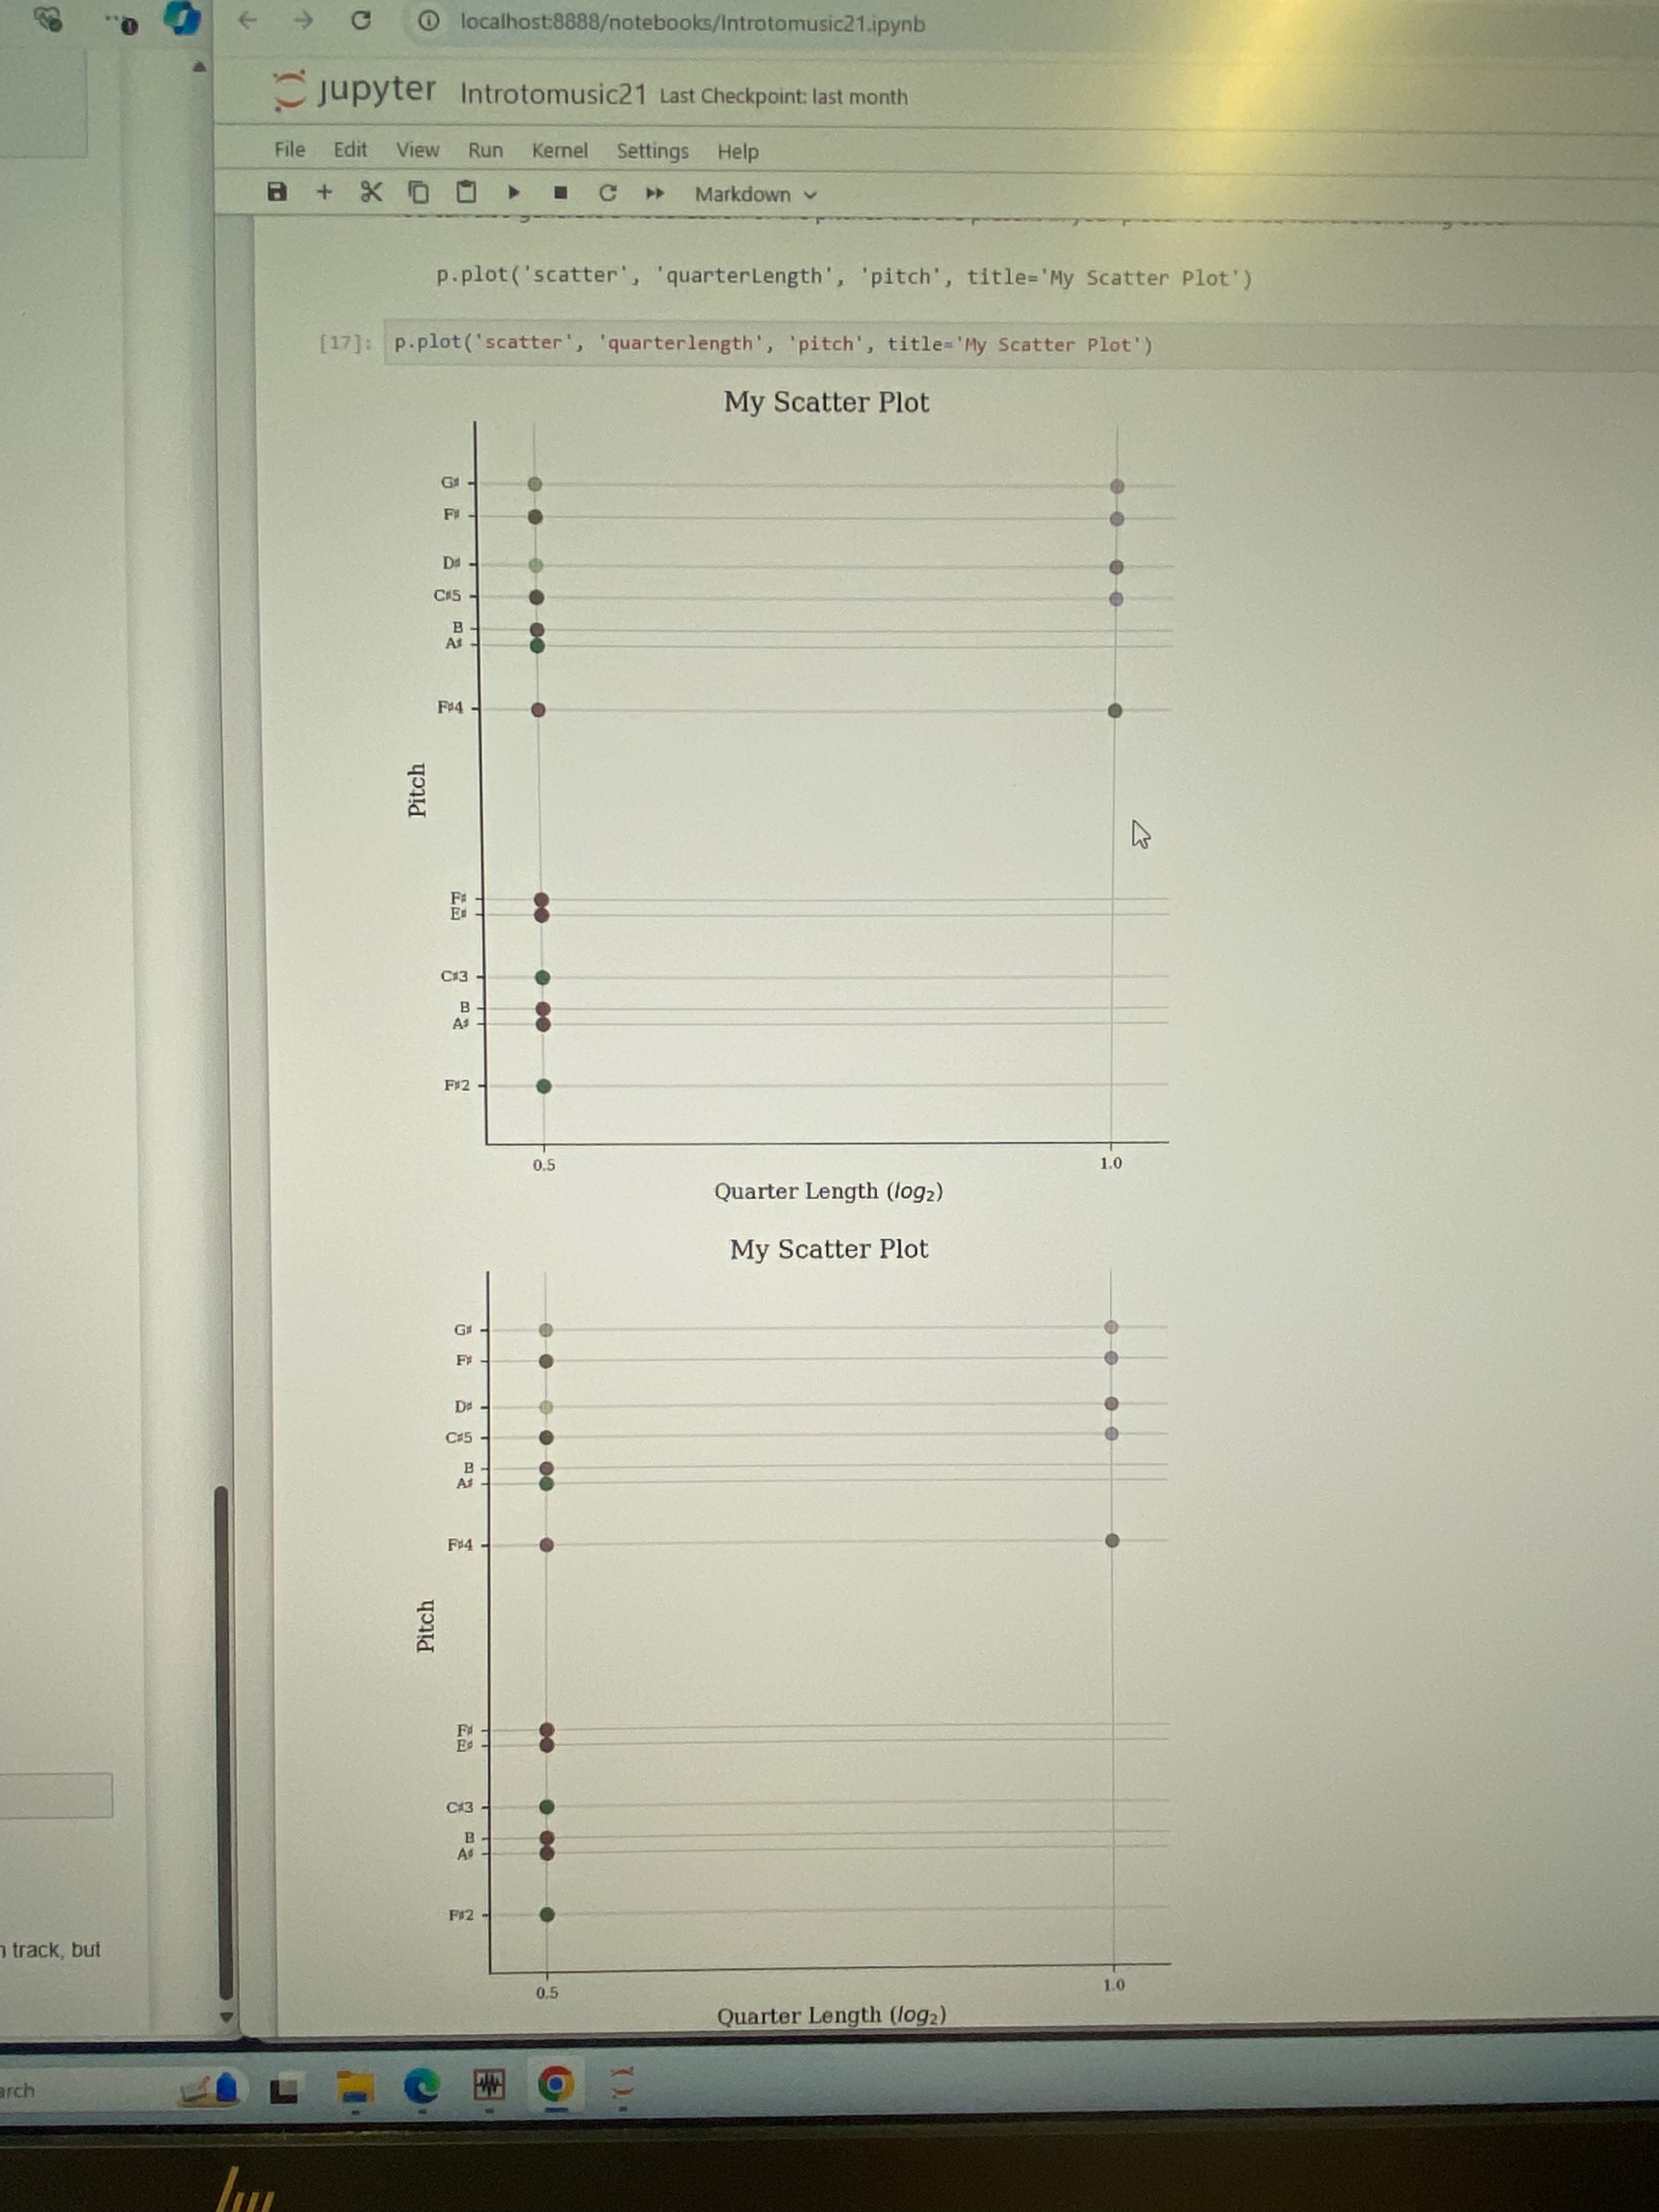 localhost:8888/notebooks/Introtomusic21.ipynb
jupyter Introtomusic21 Last Checkpoint: last month
File Edit View Run Kernel Settings Help
Markdown
p.plot('scatter', 'quarterLength', 'pitch', title='My Scatter Plot')
[17]: p.plot('scatter', 'quarterlength', 'pitch', title='My Scatter Plot')
My Scatter Plot
G♯
F♯
D♯
C♯5
B
A♯
F♯4
Pitch
F♯
E♯
C♯3
B
A♯
F♯2
0.5 1.0
Quarter Length (log₂)
My Scatter Plot
G♯
F♯
D♯
C♯5
B
A♯
F♯4
Pitch
F♯
E♯
C♯3
B
A♯
F♯2
0.5 1.0
Quarter Length (log₂)
track, but